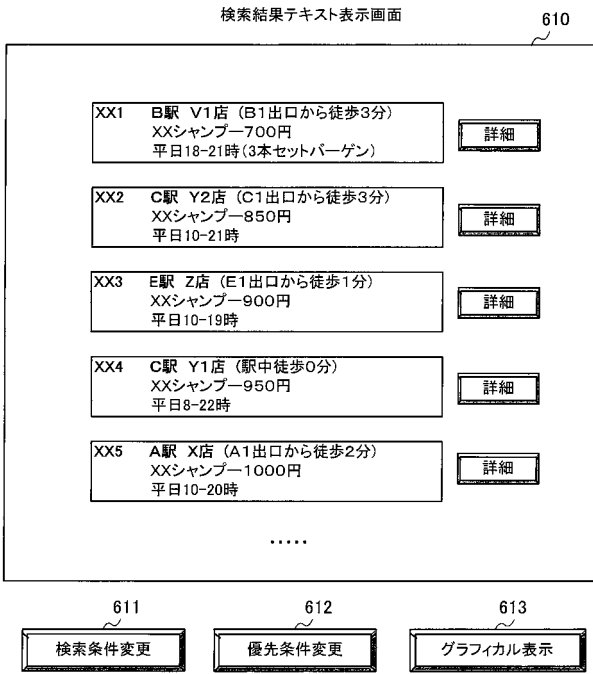 検索結果テキスト表示画面
610
XX1 B駅 V1店 (B1出口から徒歩3分)
XXシャンプー700円
平日18-21時(3本セットバーゲン)
詳細
XX2 C駅 Y2店 (C1出口から徒歩3分)
XXシャンプー850円
平日10-21時
詳細
XX3 E駅 Z店 (E1出口から徒歩1分)
XXシャンプー900円
平日10-19時
詳細
XX4 C駅 Y1店 (駅中徒歩0分)
XXシャンプー950円
平日8-22時
詳細
XX5 A駅 X店 (A1出口から徒歩2分)
XXシャンプー1000円
平日10-20時
詳細
.....
611 612 613
検索条件変更 優先条件変更 グラフィカル表示